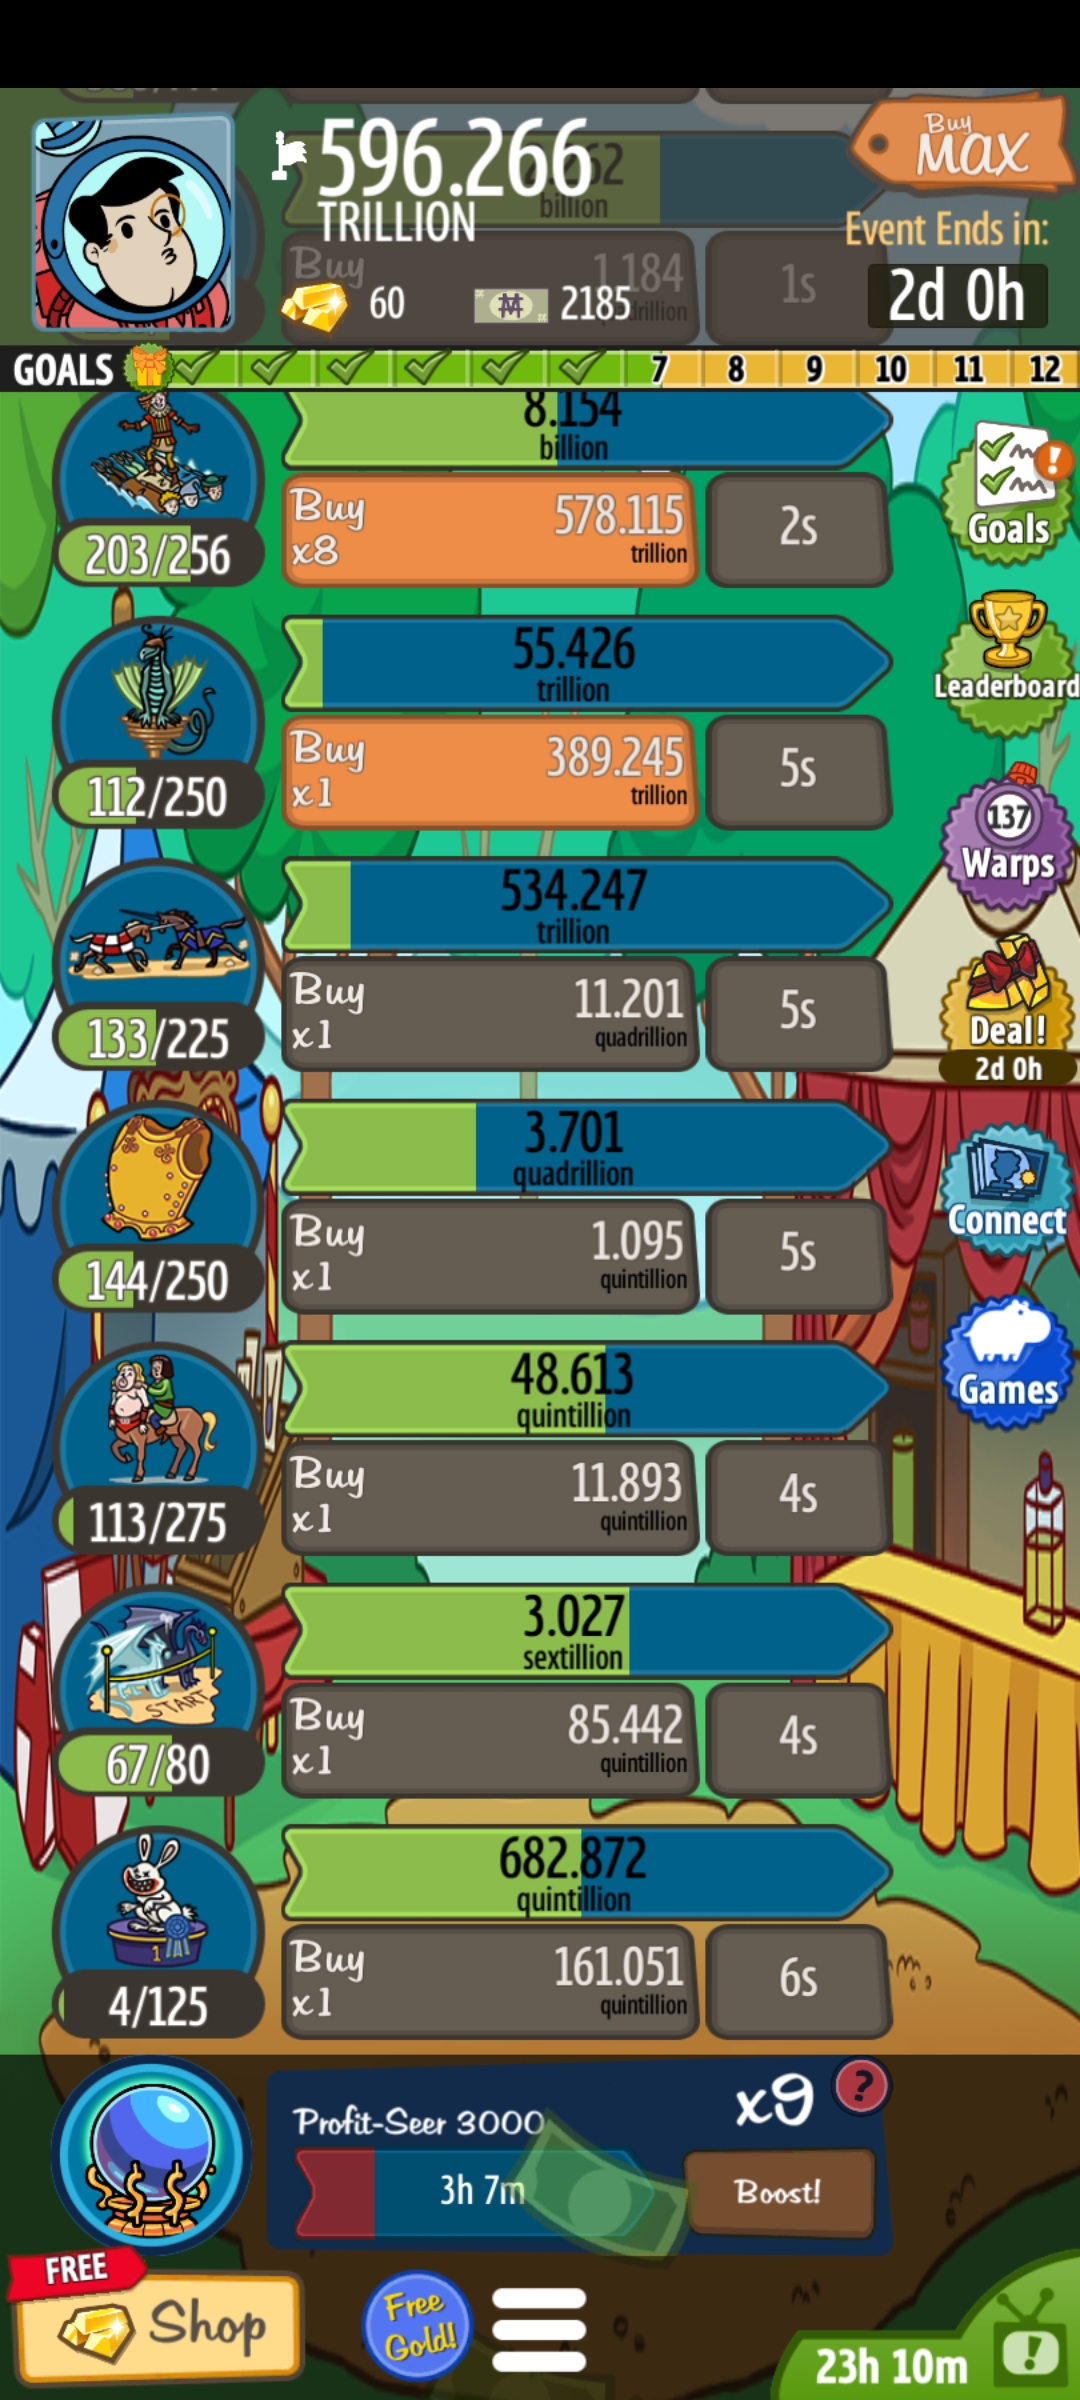 596.266
TRILLION
Buy
MAX
billion
Event Ends in:
Buy
1.184
1s
60
2185
2d 0h
GOALS
7
8
9
10
11
12
8.154
billion
Buy
x8
578.115
trillion
2s
203/256
Goals
55.426
trillion
Buy
x1
389.245
trillion
5s
112/250
Leaderboard
137
Warps
534.247
trillion
Buy
x1
11.201
quadrillion
5s
133/225
Deal!
2d 0h
3.701
quadrillion
Buy
x1
1.095
quintillion
5s
144/250
Connect
48.613
quintillion
Buy
x1
11.893
quintillion
4s
113/275
Games
3.027
sextillion
Buy
x1
85.442
quintillion
4s
START
67/80
682.872
quintillion
Buy
x1
161.051
quintillion
6s
1
4/125
Profit-Seer 3000
x9
?
3h 7m
Boost!
FREE
Shop
Free
Gold!
23h 10m
!